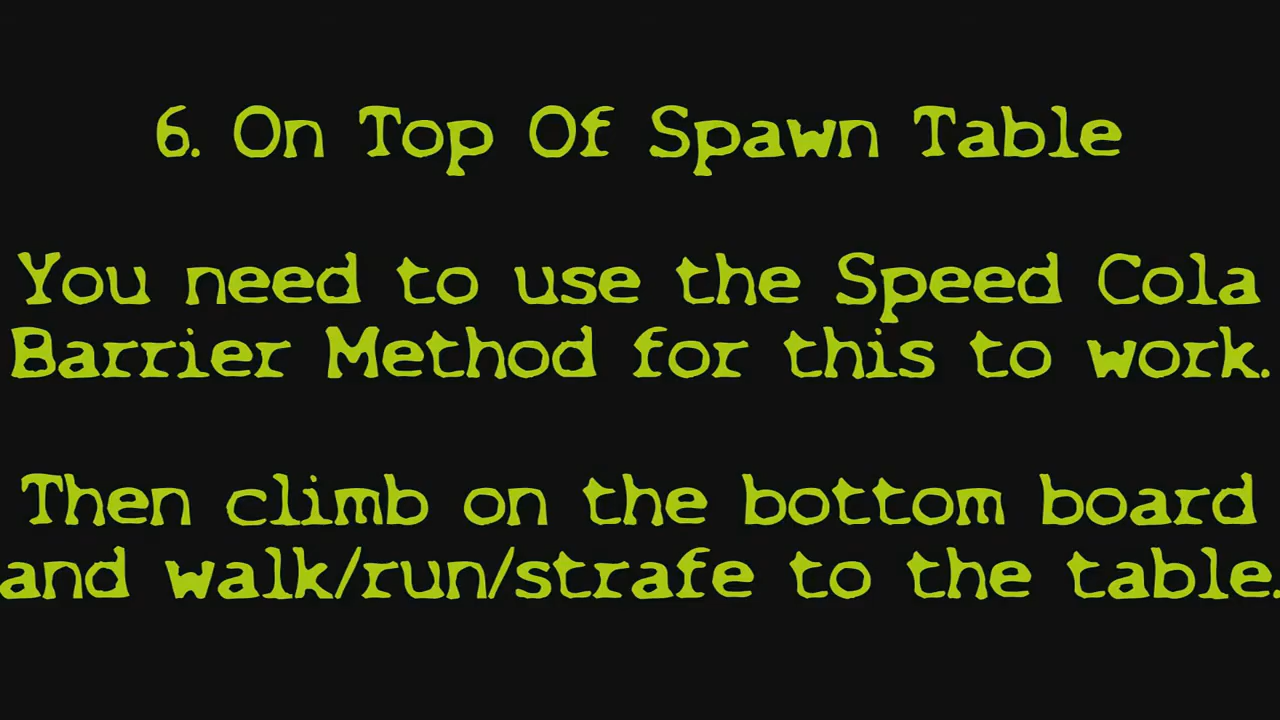 6. On Top Of Spawn Table
You need to use the Speed Cola
Barrier Method for this to work.
Then climb on the bottom board
and walk/run/strafe to the table.